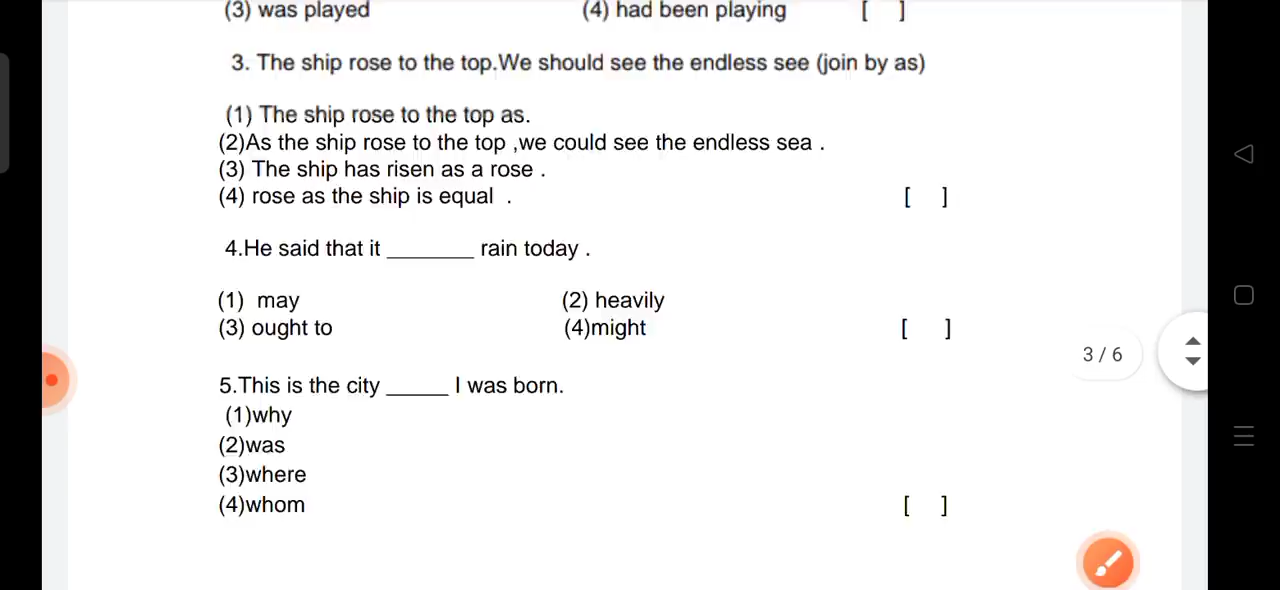 (3) was played (4) had been playing [ ]
3. The ship rose to the top.We should see the endless see (join by as)
(1) The ship rose to the top as.
(2)As the ship rose to the top ,we could see the endless sea .
(3) The ship has risen as a rose .
(4) rose as the ship is equal . [ ]
4.He said that it _______ rain today .
(1) may (2) heavily
(3) ought to (4)might [ ]
3 / 6
5.This is the city _____ I was born.
(1)why
(2)was
(3)where
(4)whom [ ]